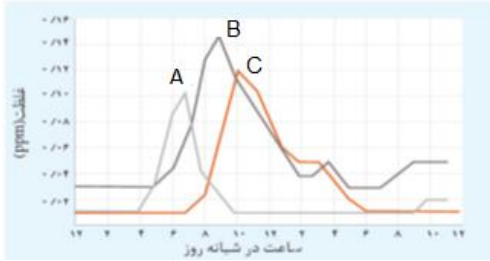 غلظت(ppm)
۰/۱۶
۰/۱۴
۰/۱۲
۰/۱۰
۰/۰۸
۰/۰۶
۰/۰۴
۰/۰۲
A
B
C
۱۲ ۲ ۴ ۶ ۸ ۱۰ ۱۲ ۲ ۴ ۶ ۸ ۱۰ ۱۲
ساعت در شبانه روز